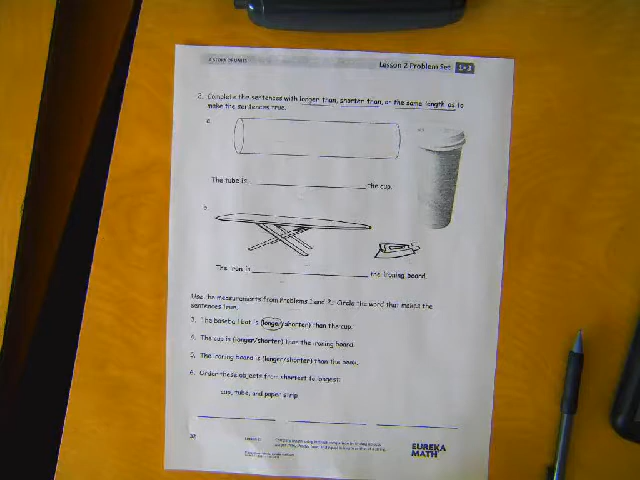 Lesson 2 Problem Set 1•3
2. Complete the sentences with longer than, shorter than, or the same length as to
make the sentences true.
a.
The tube is ____________________ the cup.
The iron is ____________________ the ironing board.
Use the measurements from Problems 1 and 2. Circle the word that makes the
sentences true.
3. The baseball bat is (longer/shorter) than the cup.
4. The cup is (longer/shorter) than the ironing board.
5. The ironing board is (longer/shorter) than the book.
6. Order these objects from shortest to longest:
cup, tube, and paper strip
EUREKA
MATH